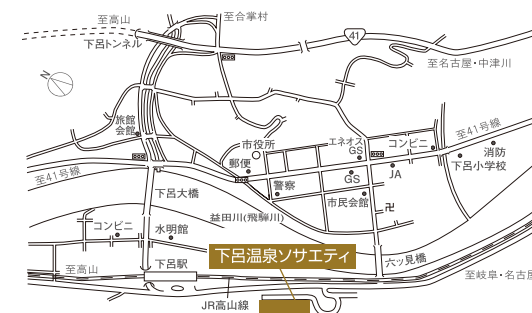 至高山
至合掌村
下呂トンネル
41
至名古屋・中津川
N
旅館
会館
市役所
エネオス
GS
コンビニ
至41号線
消防
郵便
下呂小学校
至41号線
警察
GS
JA
下呂大橋
市民会館
益田川(飛騨川)
卍
コンビニ
水明館
下呂温泉ソサエティ
六ッ見橋
至高山
下呂駅
至岐阜・名古屋
JR高山線